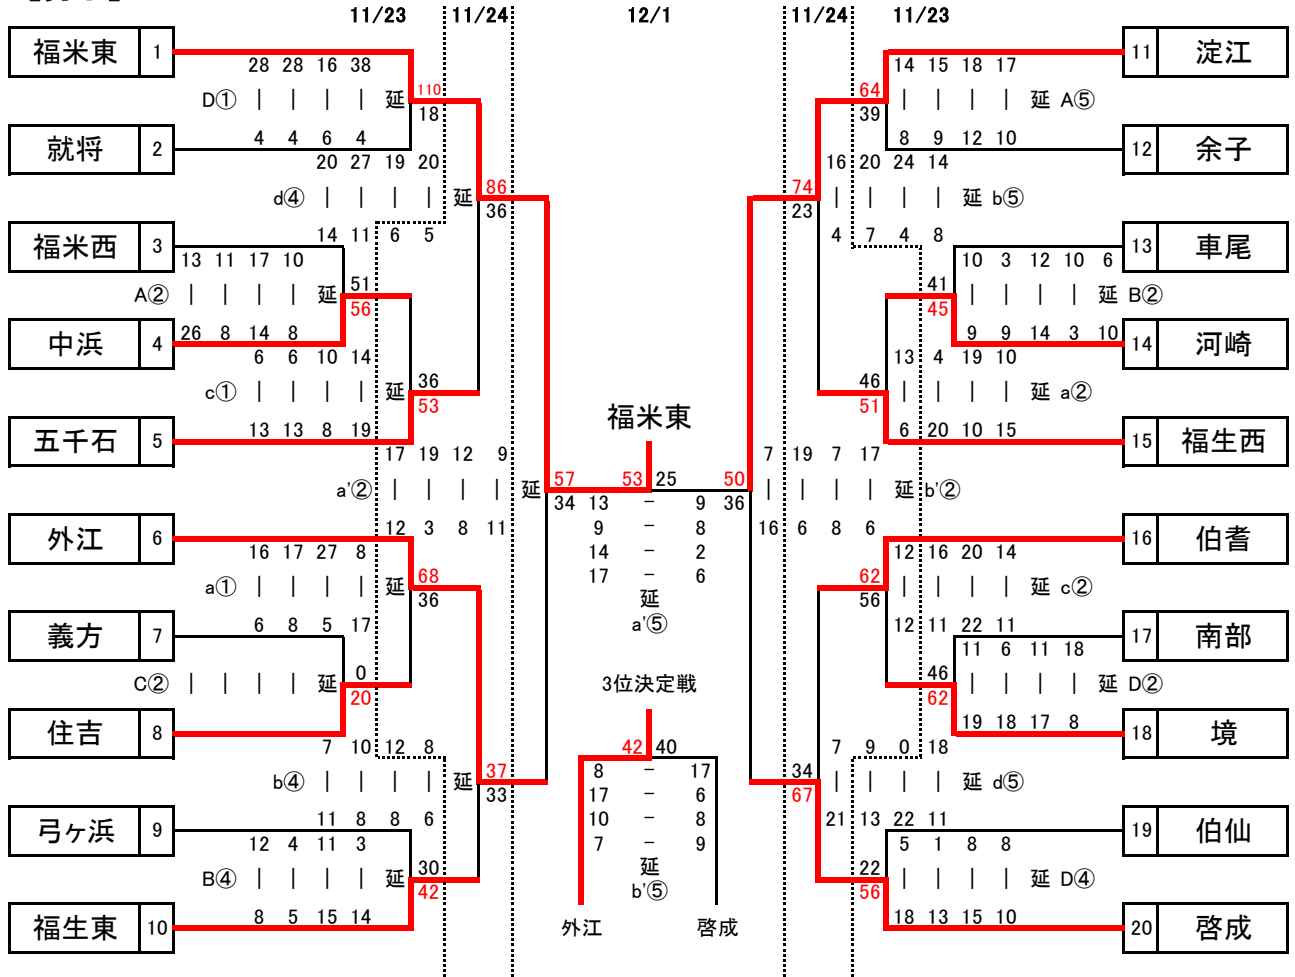 11/23 11/24 12/1 11/24 11/23
福米東 1 11 淀江
28 28 16 38 14 15 18 17
D① | | | | 延 110 64 | | | | 延 A⑤
18 39
就将 2 4 4 6 4 8 9 12 10 12 余子
20 27 19 20 16 20 24 14
d④ | | | | 延 86 74 | | | | 延 b⑤
36 23
福米西 3 14 11 6 5 4 7 4 8 13 車尾
13 11 17 10 10 3 12 10 6
A② | | | | 延 51 41 | | | | 延 B②
56 45
中浜 4 26 8 14 8 9 9 14 3 10 14 河崎
6 6 10 14 13 4 19 10
c① | | | | 延 36 46 | | | | 延 a②
53 51
福米東
五千石 5 13 13 8 19 6 20 10 15 15 福生西
17 19 12 9 7 19 7 17
a'② | | | | 延 57 53 25 50 | | | | 延 b'②
34 13 - 9 36
外江 6 12 3 8 11 9 - 8 16 6 8 6 16 伯耆
16 17 27 8 14 - 2 12 16 20 14
a① | | | | 延 68 17 - 6 62 | | | | 延 c②
36 延 56
義方 7 6 8 5 17 a'⑤ 12 11 22 11 17 南部
11 6 11 18
C② | | | | 延 0 3位決定戦 46 | | | | 延 D②
20 62
住吉 8 19 18 17 8 18 境
7 10 12 8 42 40 7 9 0 18
b④ | | | | 延 37 8 - 17 34 | | | | 延 d⑤
33 17 - 6 67
弓ヶ浜 9 11 8 8 6 10 - 8 21 13 22 11 19 伯仙
12 4 11 3 7 - 9 5 1 8 8
B④ | | | | 延 30 延 22 | | | | 延 D④
42 b'⑤ 56
福生東 10 8 5 15 14 外江 啓成 18 13 15 10 20 啓成